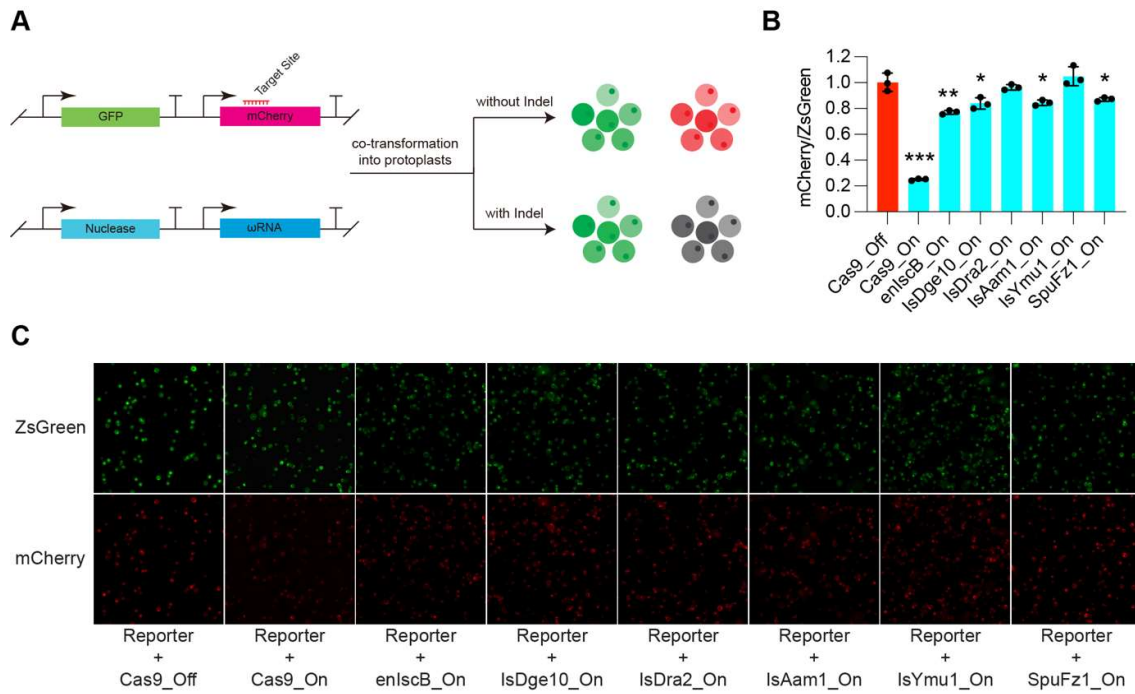 A
Target Site
GFP
mCherry
Nuclease
ωRNA
co-transformation
into protoplasts
without Indel
with Indel
B
mCherry/ZsGreen
1.2
1.0
0.8
0.6
0.4
0.2
0.0
***
**
*
*
*
Cas9_Off
Cas9_On
enIscB_On
IsDge10_On
IsDra2_On
IsAam1_On
IsYmu1_On
SpuFz1_On
C
ZsGreen
mCherry
Reporter
+
Cas9_Off
Reporter
+
Cas9_On
Reporter
+
enIscB_On
Reporter
+
IsDge10_On
Reporter
+
IsDra2_On
Reporter
+
IsAam1_On
Reporter
+
IsYmu1_On
Reporter
+
SpuFz1_On